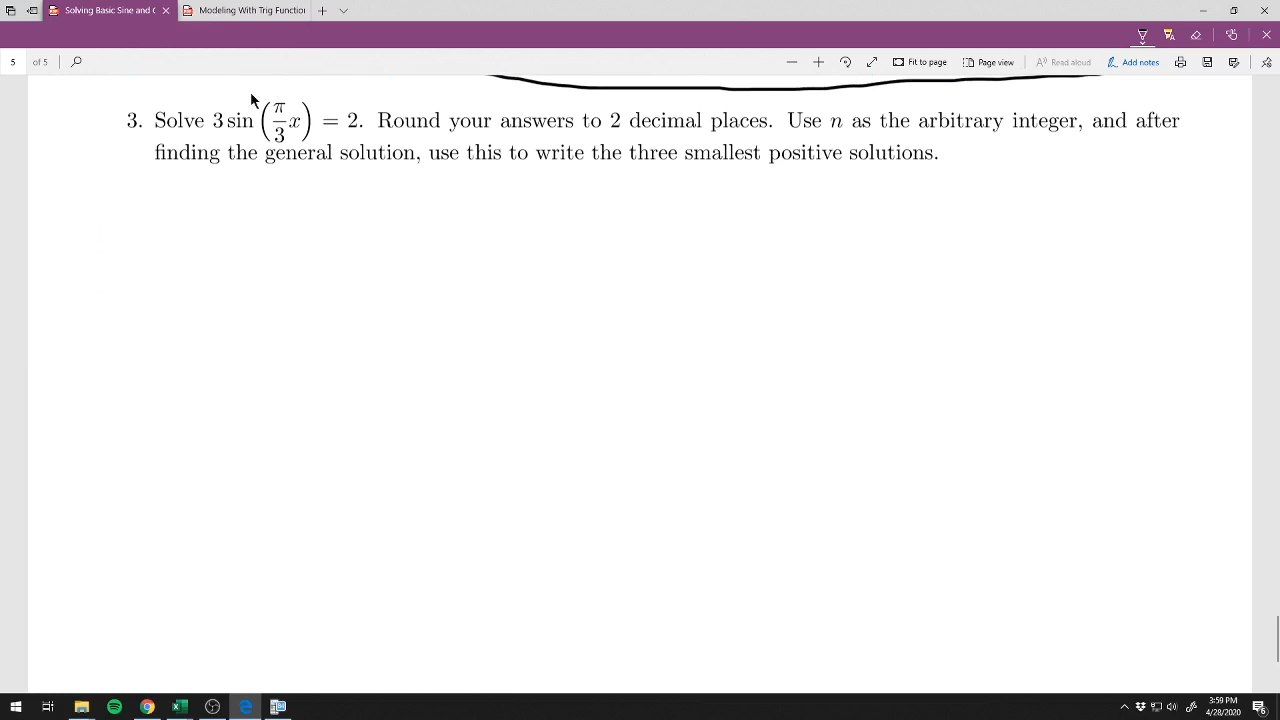 Solving Basic Sine and C
Modeling With Trig Function
5 of 5
Fit to page
Page view
Read aloud
Add notes
3. Solve 3 sin(π/3 x) = 2. Round your answers to 2 decimal places. Use n as the arbitrary integer, and after
finding the general solution, use this to write the three smallest positive solutions.
3:59 PM
4/28/2020